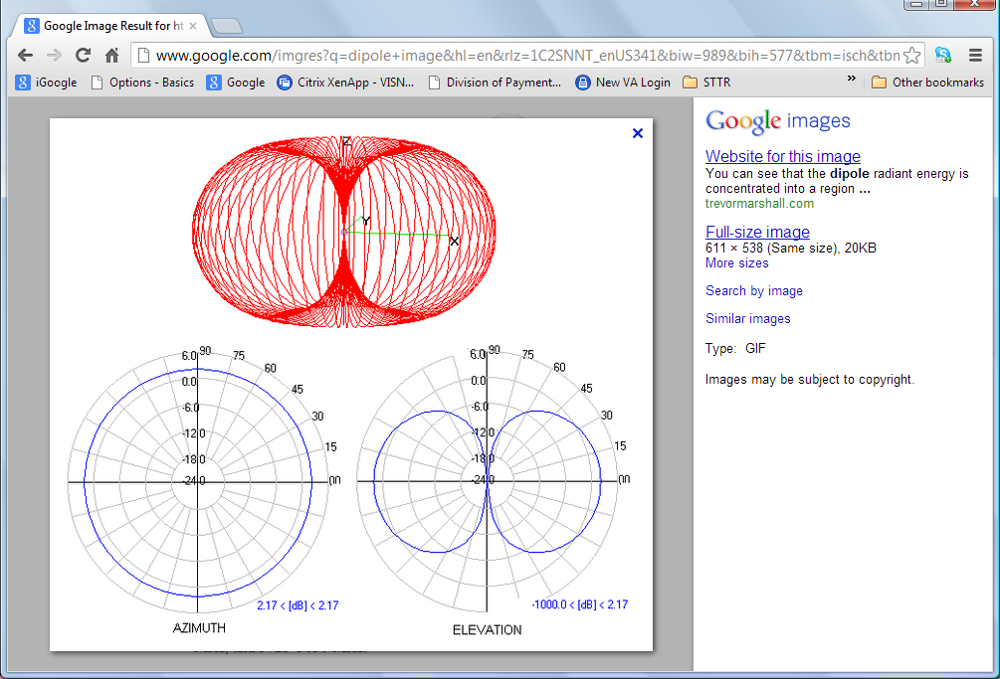 Google Image Result for ht
www.google.com/imgres?q=dipole+image&hl=en&rlz=1C2SNNT_enUS341&biw=989&bih=577&tbm=isch&tbn
iGoogle Options - Basics Google Citrix XenApp - VISN... Division of Payment... New VA Login STTR » Other bookmarks
Google images
Website for this image
You can see that the dipole radiant energy is
concentrated into a region ...
trevormarshall.com
Full-size image
611 × 538 (Same size), 20KB
More sizes
Search by image
Similar images
Type: GIF
Images may be subject to copyright.
Z
Y
X
6.0 90 75 60 45 30 15 00
0.0
-6.0
-12.0
-18.0
-24.0
2.17 < [dB] < 2.17
AZIMUTH
6.0 90 75 60 45 30 15 00
0.0
-6.0
-12.0
-18.0
-24.0
-1000.0 < [dB] < 2.17
ELEVATION